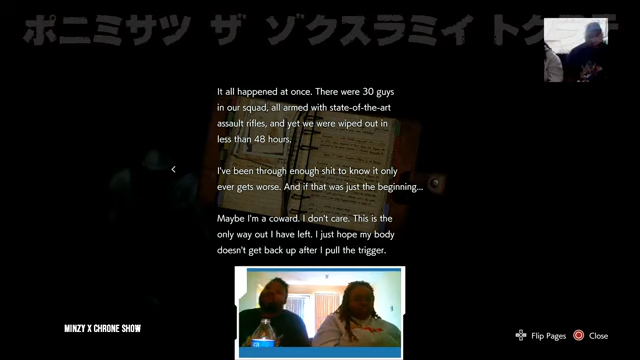 ポニミサツ ザ ゾクスラミイ トク
It all happened at once. There were 30 guys
in our squad, all armed with state-of-the-art
assault rifles, and yet we were wiped out in
less than 48 hours.
I've been through enough shit to know it only
ever gets worse. And if that was just the beginning...
Maybe I'm a coward. I don't care. This is the
only way out I have left. I just hope my body
doesn't get back up after I pull the trigger.
MINZY X CHRONE SHOW
Flip Pages
Close